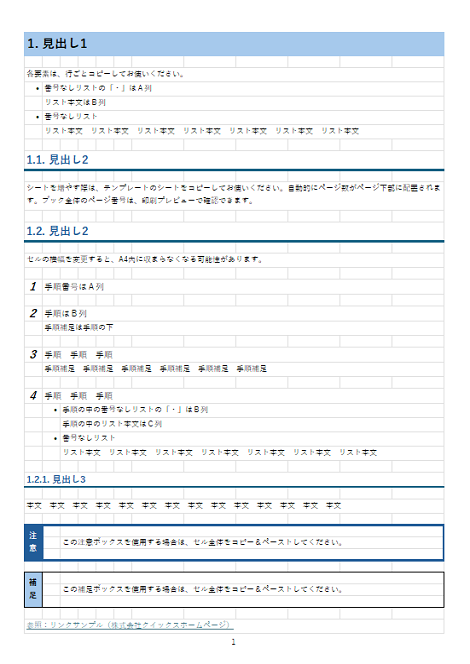 1. 見出し1
各要素は、行ごとコピーしてお使いください。
• 番号なしリストの「・」はA列
リスト本文はB列
• 番号なしリスト
リスト本文 リスト本文 リスト本文 リスト本文 リスト本文 リスト本文 リスト本文
1.1. 見出し2
シートを増やす際は、テンプレートのシートをコピーしてお使いください。自動的にページ数がページ下部に配置されま
す。ブック全体のページ番号は、印刷プレビューで確認できます。
1.2. 見出し2
セルの横幅を変更すると、A4内に収まらなくなる可能性があります。
1 手順番号はA列
2 手順はB列
手順補足は手順の下
3 手順 手順 手順
手順補足 手順補足 手順補足 手順補足 手順補足 手順補足
4 手順 手順 手順
• 手順の中の番号なしリストの「・」はB列
手順の中のリスト本文はC列
• 番号なしリスト
リスト本文 リスト本文 リスト本文 リスト本文 リスト本文 リスト本文 リスト本文
1.2.1. 見出し3
本文 本文 本文 本文 本文 本文 本文 本文 本文 本文 本文 本文 本文 本文
注意 この注意ボックスを使用する場合は、セル全体をコピー&ペーストしてください。
補足 この補足ボックスを使用する場合は、セル全体をコピー&ペーストしてください。
参照：リンクサンプル（株式会社クイックスホームページ）
1